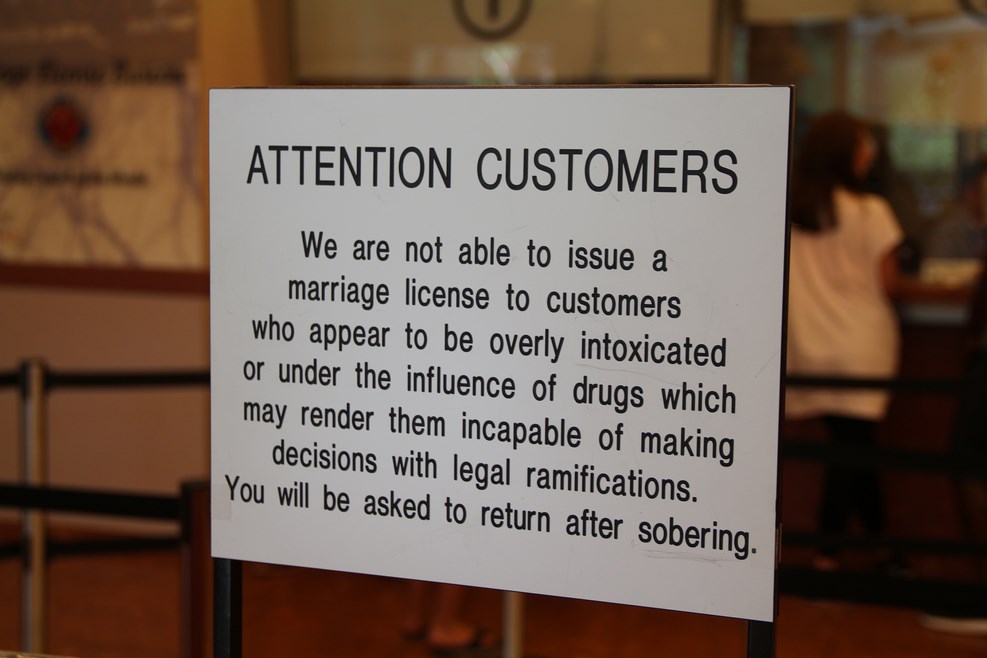 ATTENTION CUSTOMERS
We are not able to issue a
marriage license to customers
who appear to be overly intoxicated
or under the influence of drugs which
may render them incapable of making
decisions with legal ramifications.
You will be asked to return after sobering.